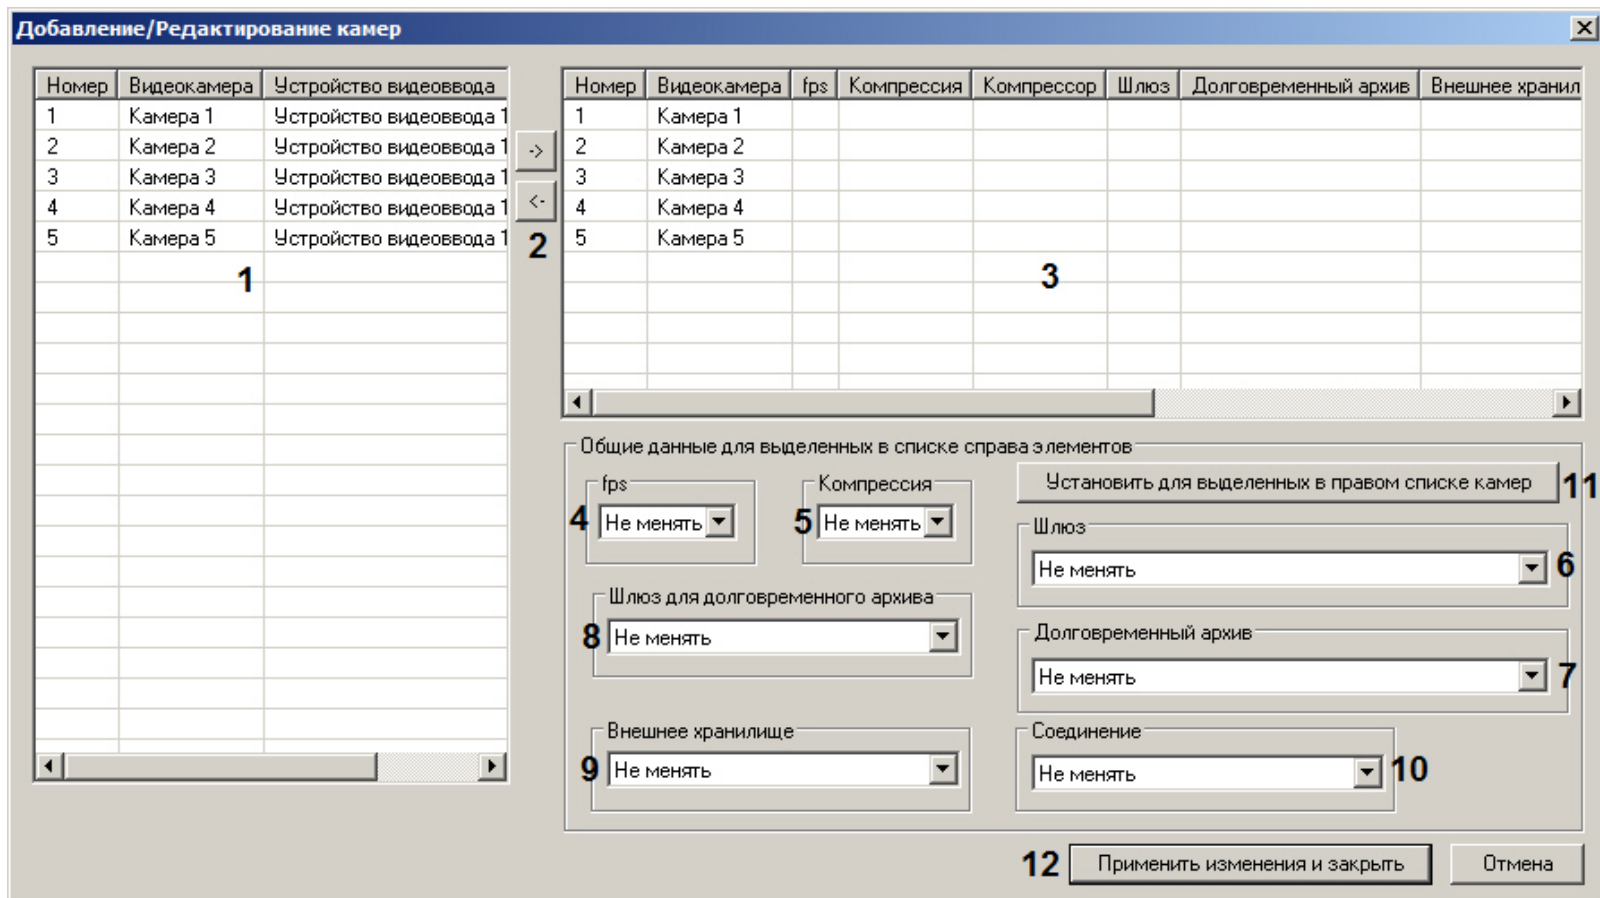 Добавление/Редактирование камер
Номер Видеокамера Устройство видеоввода
1 Камера 1 Устройство видеоввода 1
2 Камера 2 Устройство видеоввода 1
3 Камера 3 Устройство видеоввода 1
4 Камера 4 Устройство видеоввода 1
5 Камера 5 Устройство видеоввода 1
1
->
<-
2
Номер Видеокамера fps Компрессия Компрессор Шлюз Долговременный архив Внешнее хранил
1 Камера 1
2 Камера 2
3 Камера 3
4 Камера 4
5 Камера 5
3
Общие данные для выделенных в списке справа элементов
fps
4 Не менять
Компрессия
5 Не менять
Установить для выделенных в правом списке камер 11
Шлюз
Не менять 6
Шлюз для долговременного архива
8 Не менять
Долговременный архив
Не менять 7
Внешнее хранилище
9 Не менять
Соединение
Не менять 10
12 Применить изменения и закрыть Отмена